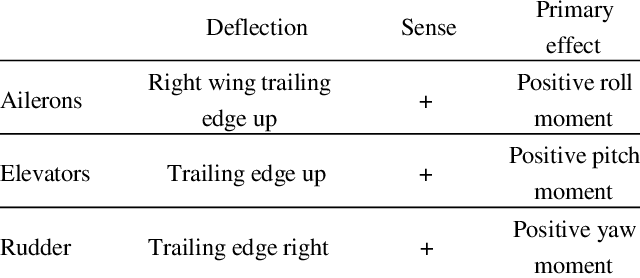 Deflection Sense Primary
effect
Ailerons Right wing trailing
edge up + Positive roll
moment
Elevators Trailing edge up + Positive pitch
moment
Rudder Trailing edge right + Positive yaw
moment